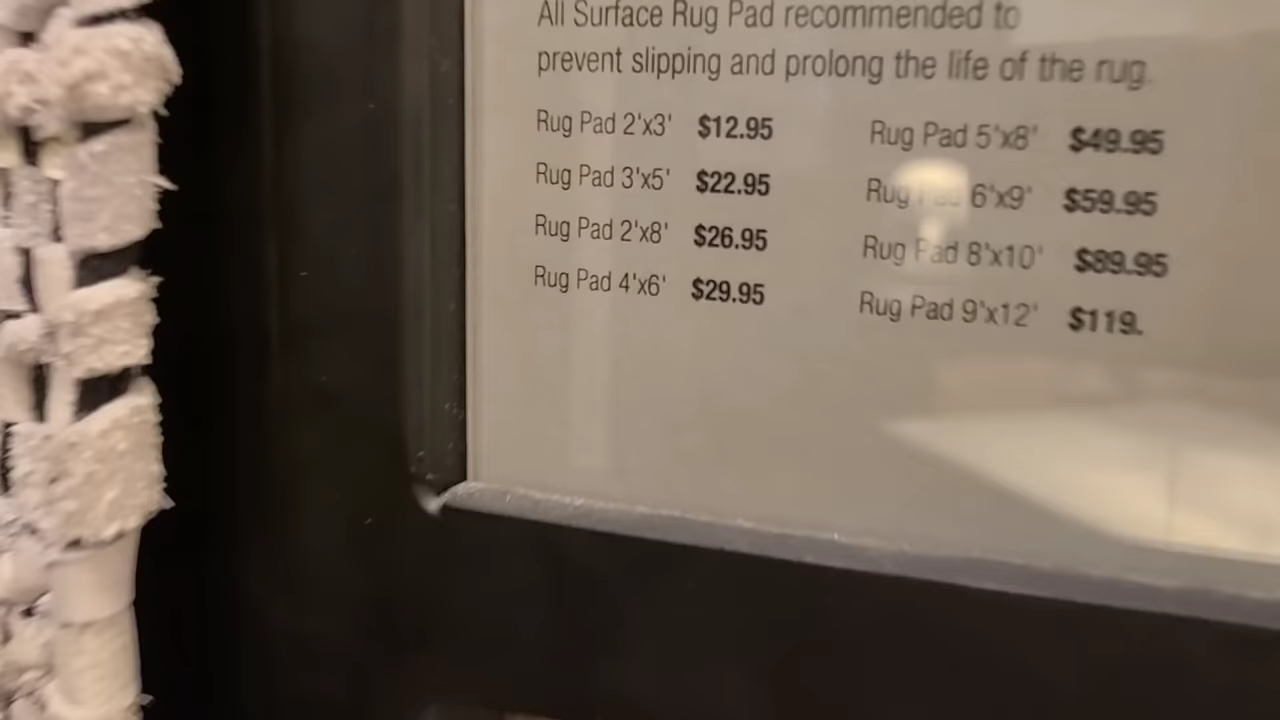 All Surface Rug Pad recommended to
prevent slipping and prolong the life of the rug.
Rug Pad 2'x3' $12.95
Rug Pad 3'x5' $22.95
Rug Pad 2'x8' $26.95
Rug Pad 4'x6' $29.95
Rug Pad 5'x8' $49.95
Rug Pad 6'x9' $59.95
Rug Pad 8'x10' $89.95
Rug Pad 9'x12' $119.